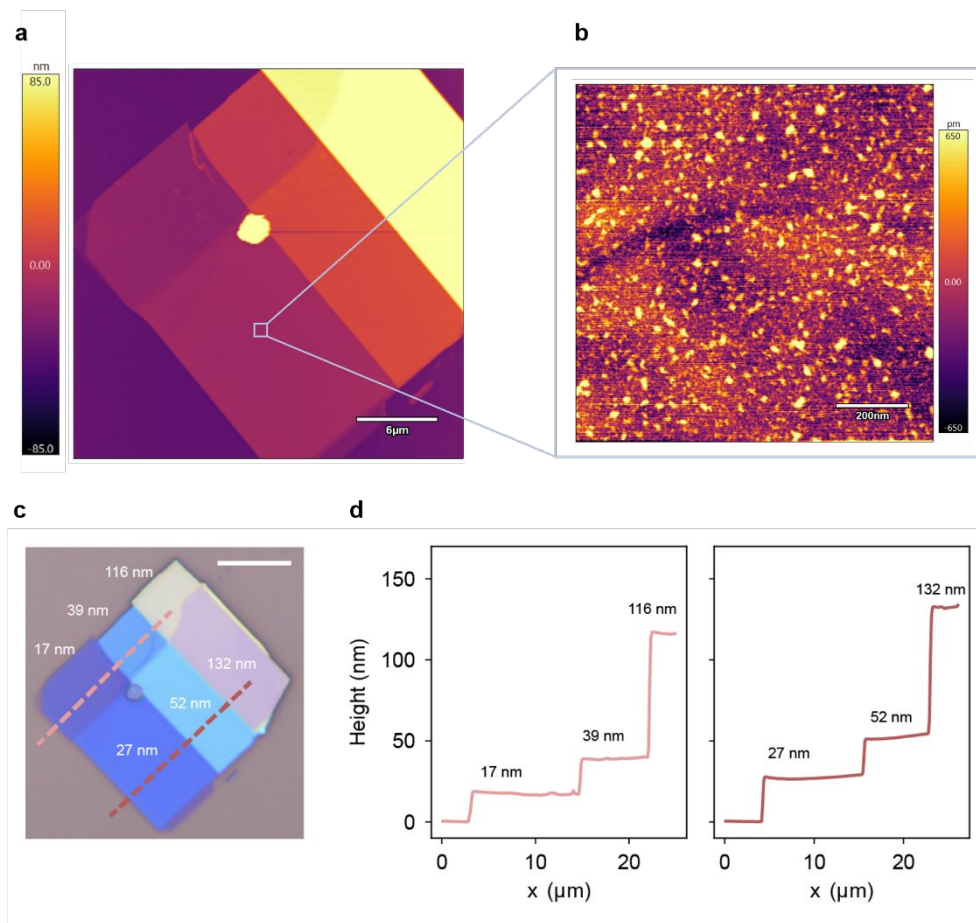 a
nm
85.0
0.00
-85.0
6µm
b
pm
650
0.00
-650
200nm
c
116 nm
39 nm
17 nm
132 nm
52 nm
27 nm
d
Height (nm)
150
100
50
0
17 nm
39 nm
116 nm
0
10
20
x (µm)
27 nm
52 nm
132 nm
0
10
20
x (µm)